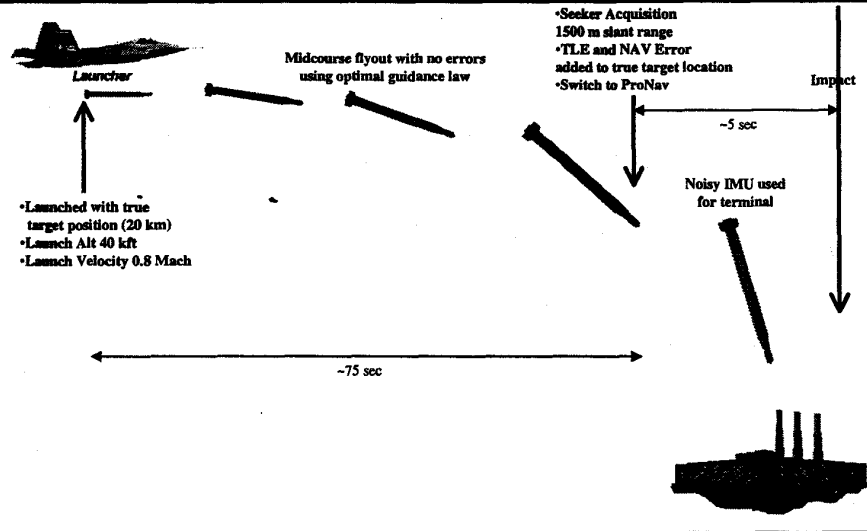 Launcher
Midcourse flyout with no errors
using optimal guidance law
•Seeker Acquisition
1500 m slant range
•TLE and NAV Error
added to true target location
•Switch to ProNav
Impact
~5 sec
Noisy IMU used
for terminal
•Launched with true
target position (20 km)
•Launch Alt 40 kft
•Launch Velocity 0.8 Mach
~75 sec